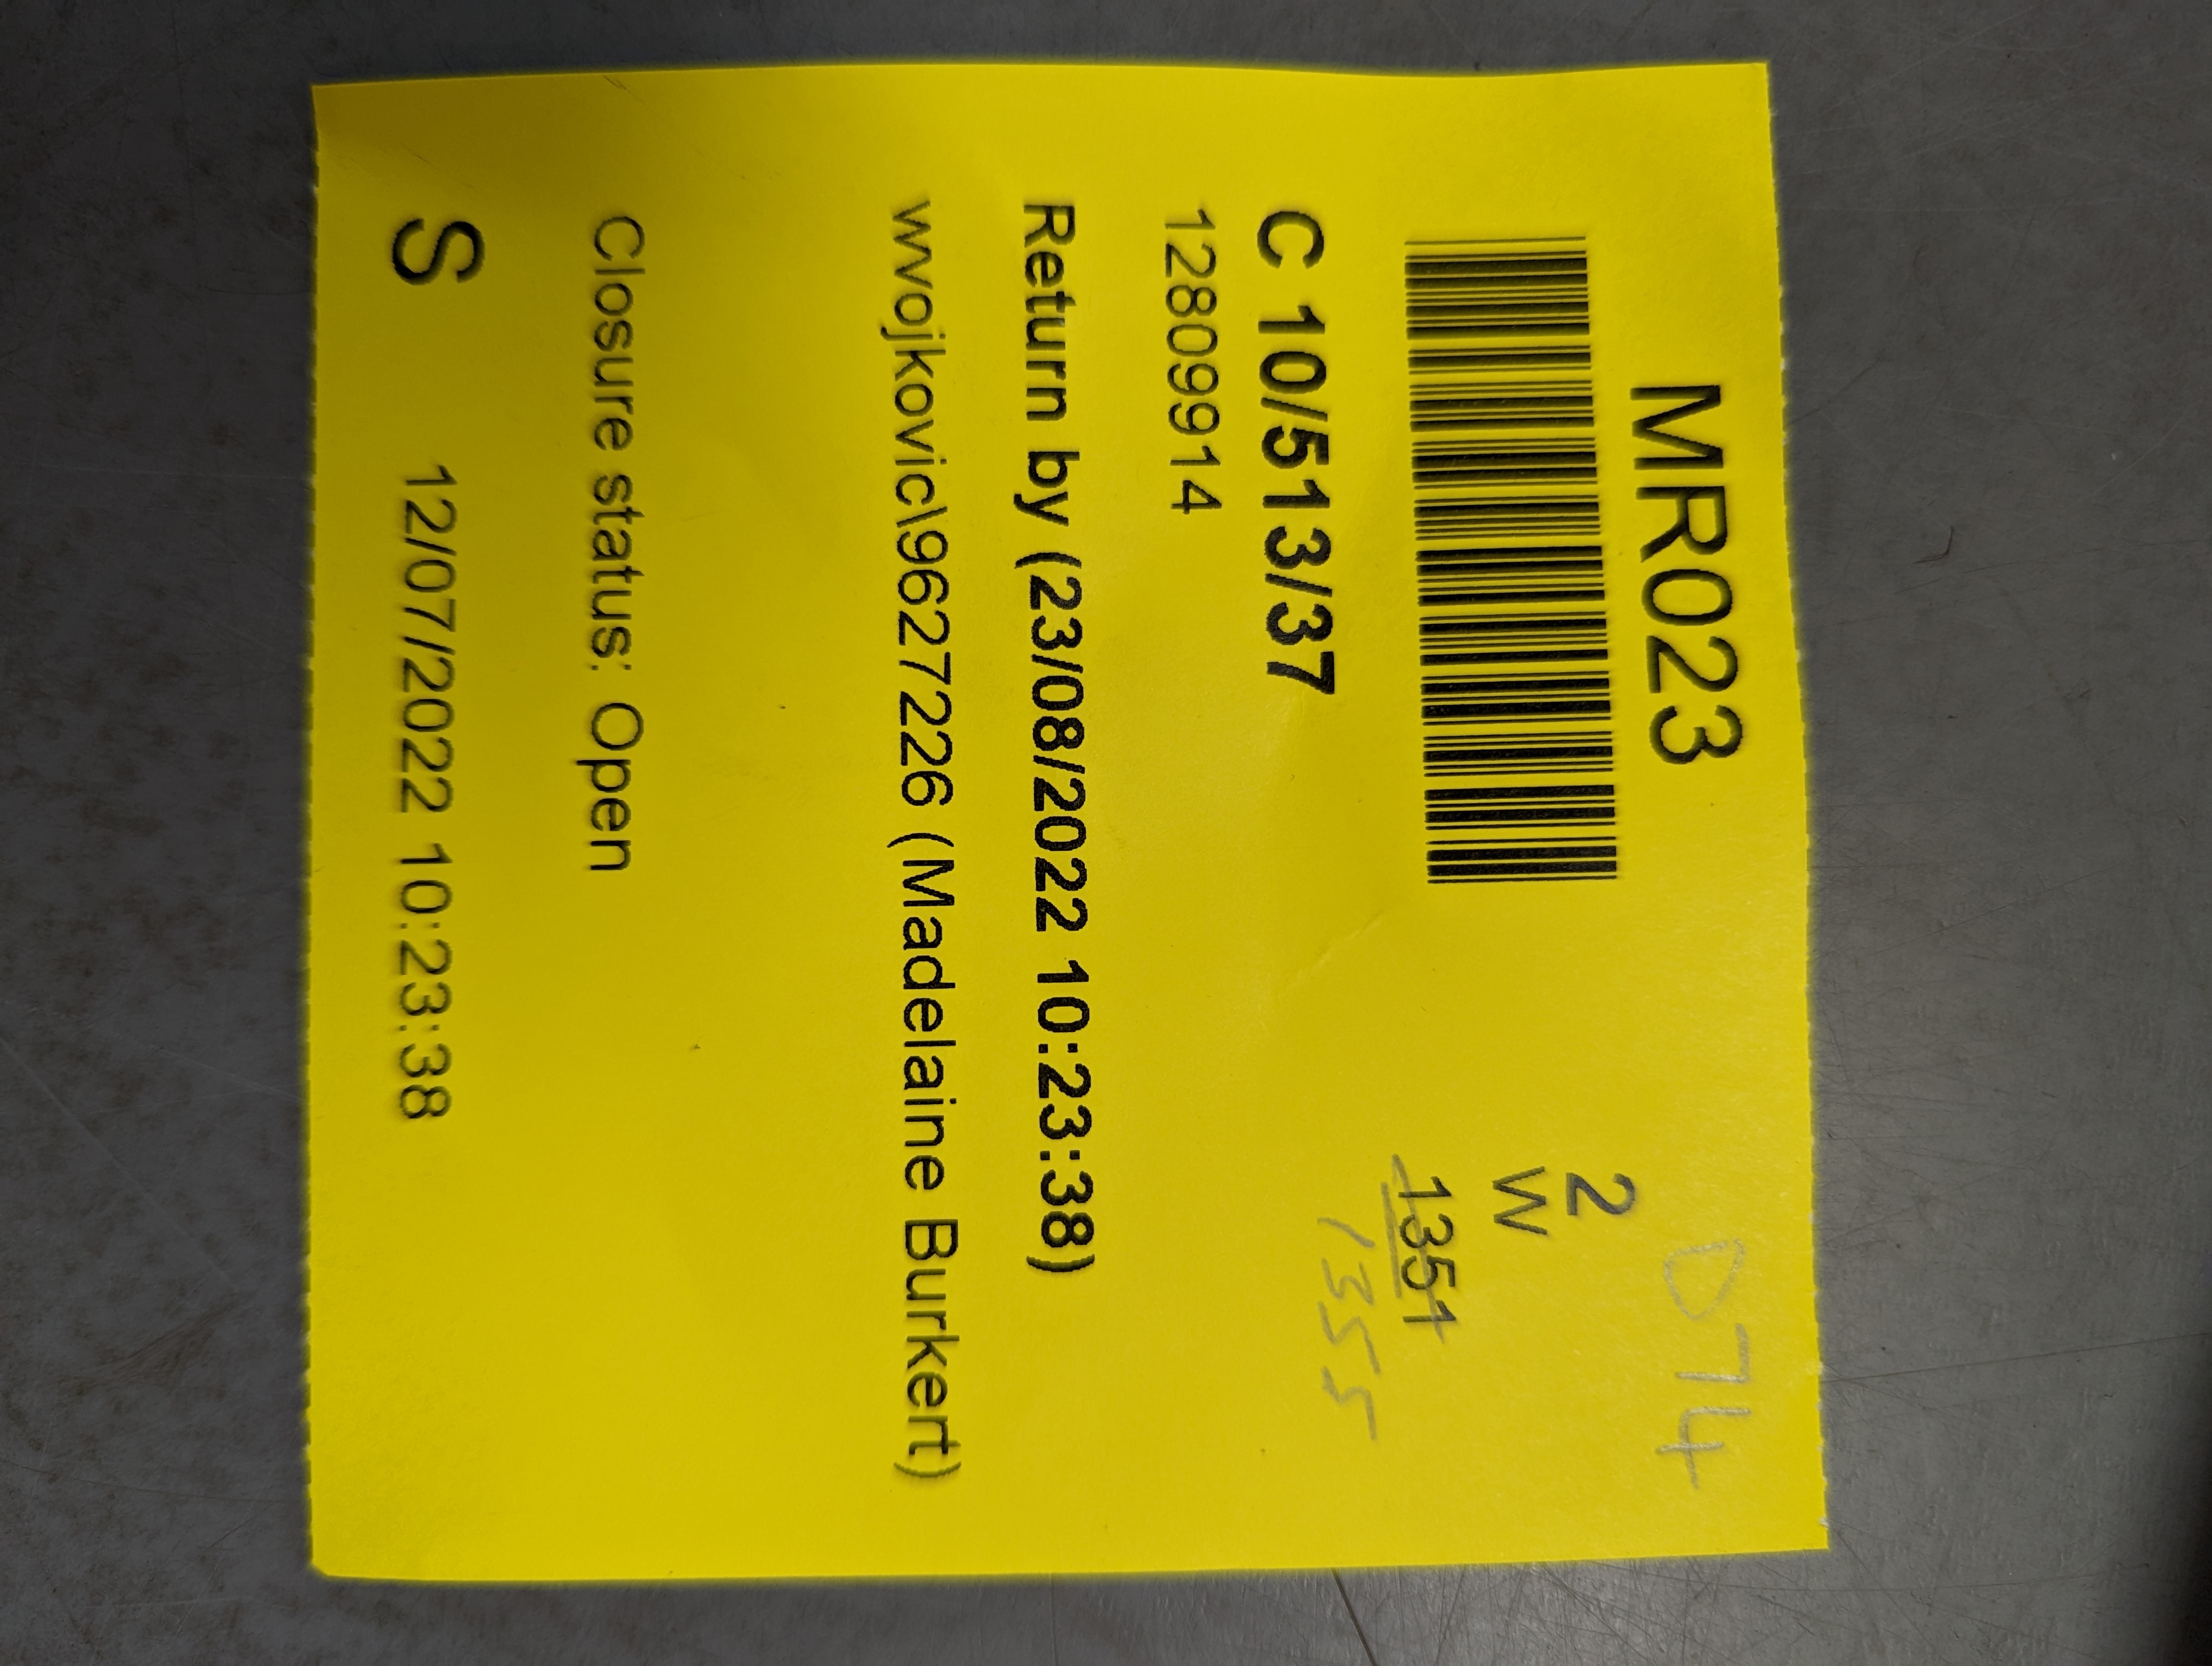 MR023
D74
2
W
1351
1355
C 10/513/37
12809914
Return by (23/08/2022 10:23:38)
wvojkovic\9627226 (Madelaine Burkert)
Closure status: Open
S 12/07/2022 10:23:38